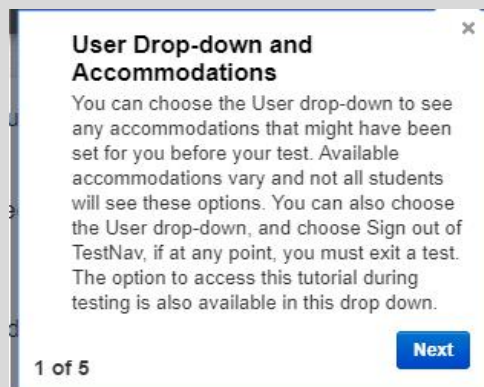 User Drop-down and
Accommodations
You can choose the User drop-down to see
any accommodations that might have been
set for you before your test. Available
accommodations vary and not all students
will see these options. You can also choose
the User drop-down, and choose Sign out of
TestNav, if at any point, you must exit a test.
The option to access this tutorial during
testing is also available in this drop down.
Next
1 of 5